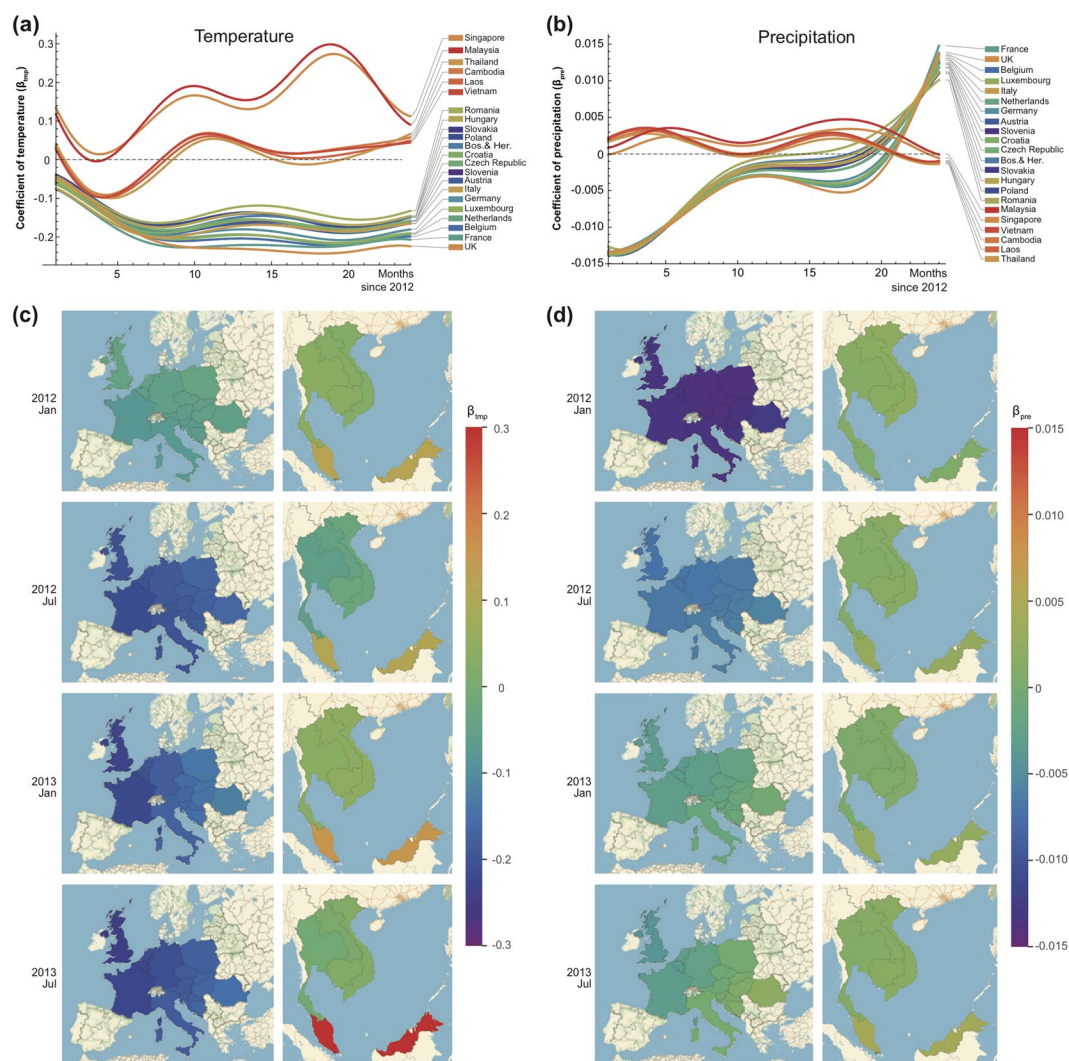 (a)
Temperature
Coefficient of temperature (βtmp)
0.3
0.2
0.1
0
-0.1
-0.2
5
10
15
20
Months
since 2012
Singapore
Malaysia
Thailand
Cambodia
Laos
Vietnam
Romania
Hungary
Slovakia
Poland
Bos.& Her.
Croatia
Czech Republic
Slovenia
Austria
Italy
Germany
Luxembourg
Netherlands
Belgium
France
UK
(b)
Precipitation
Coefficient of precipitation (βpre)
0.015
0.010
0.005
0
-0.005
-0.010
-0.015
5
10
15
20
Months
since 2012
France
UK
Belgium
Luxembourg
Italy
Netherlands
Germany
Austria
Slovenia
Croatia
Czech Republic
Bos.& Her.
Slovakia
Hungary
Poland
Romania
Malaysia
Singapore
Vietnam
Cambodia
Laos
Thailand
(c)
2012
Jan
2012
Jul
2013
Jan
2013
Jul
βtmp
0.3
0.2
0.1
0
-0.1
-0.2
-0.3
(d)
2012
Jan
2012
Jul
2013
Jan
2013
Jul
βpre
0.015
0.010
0.005
0
-0.005
-0.010
-0.015